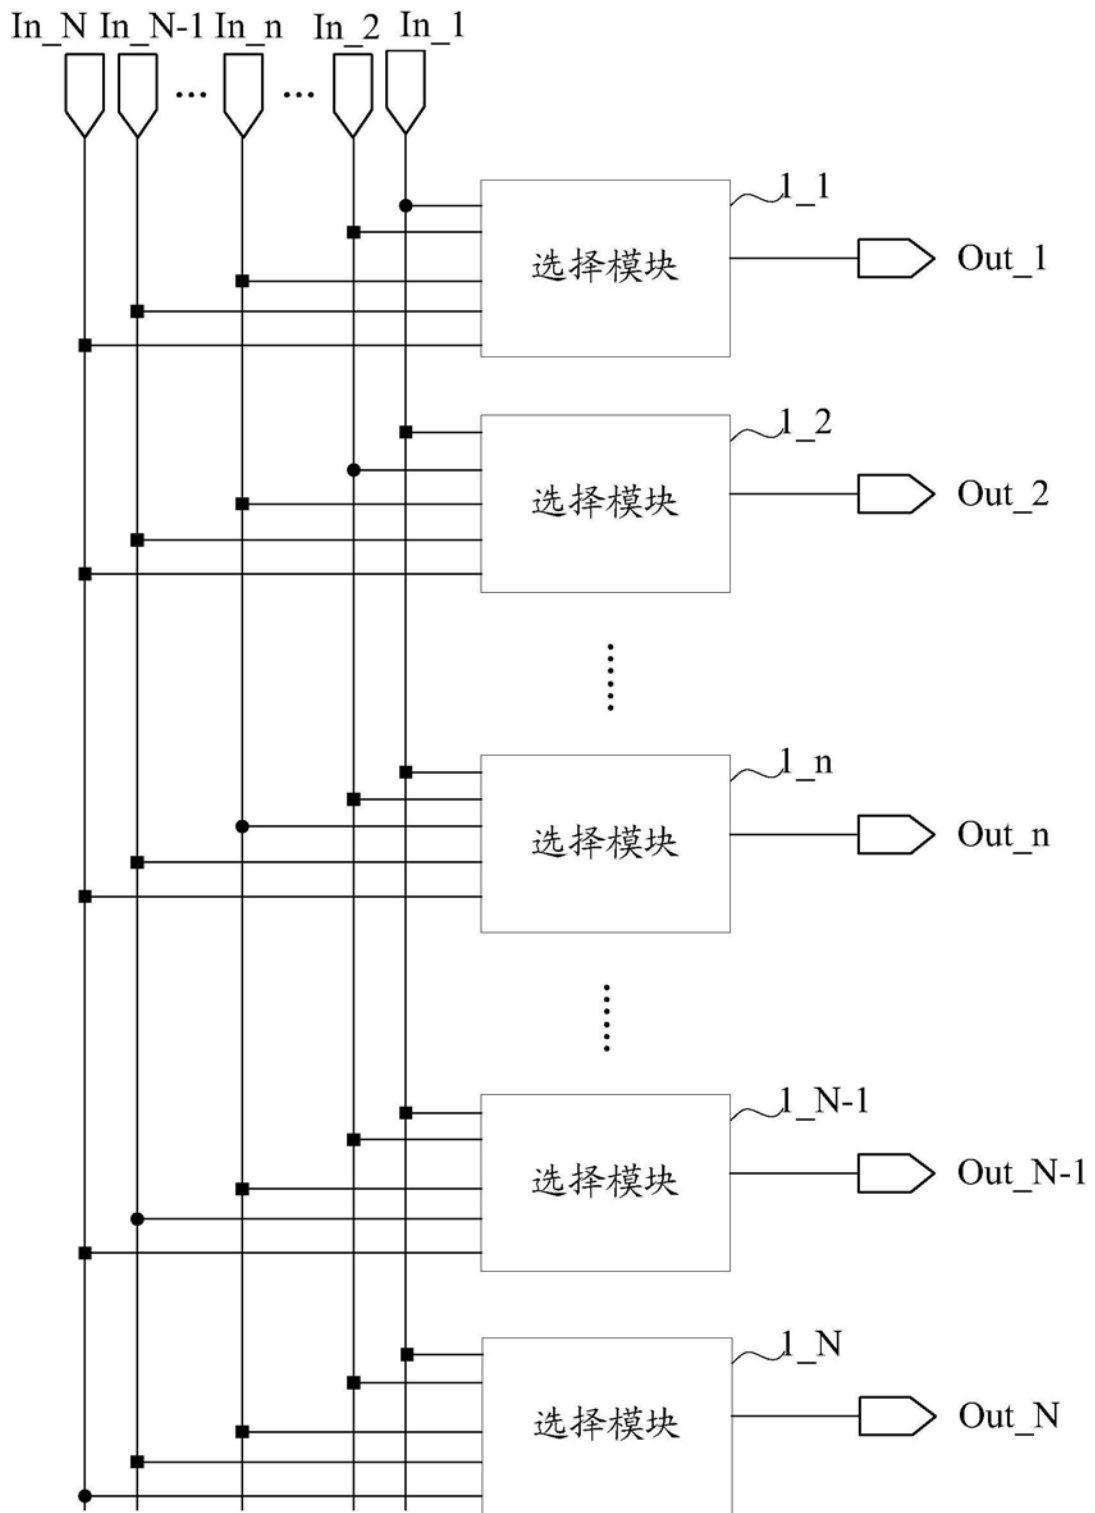 In_N In_N-1 In_n In_2 In_1
... ...
1_1
选择模块 Out_1
1_2
选择模块 Out_2
......
1_n
选择模块 Out_n
......
1_N-1
选择模块 Out_N-1
1_N
选择模块 Out_N